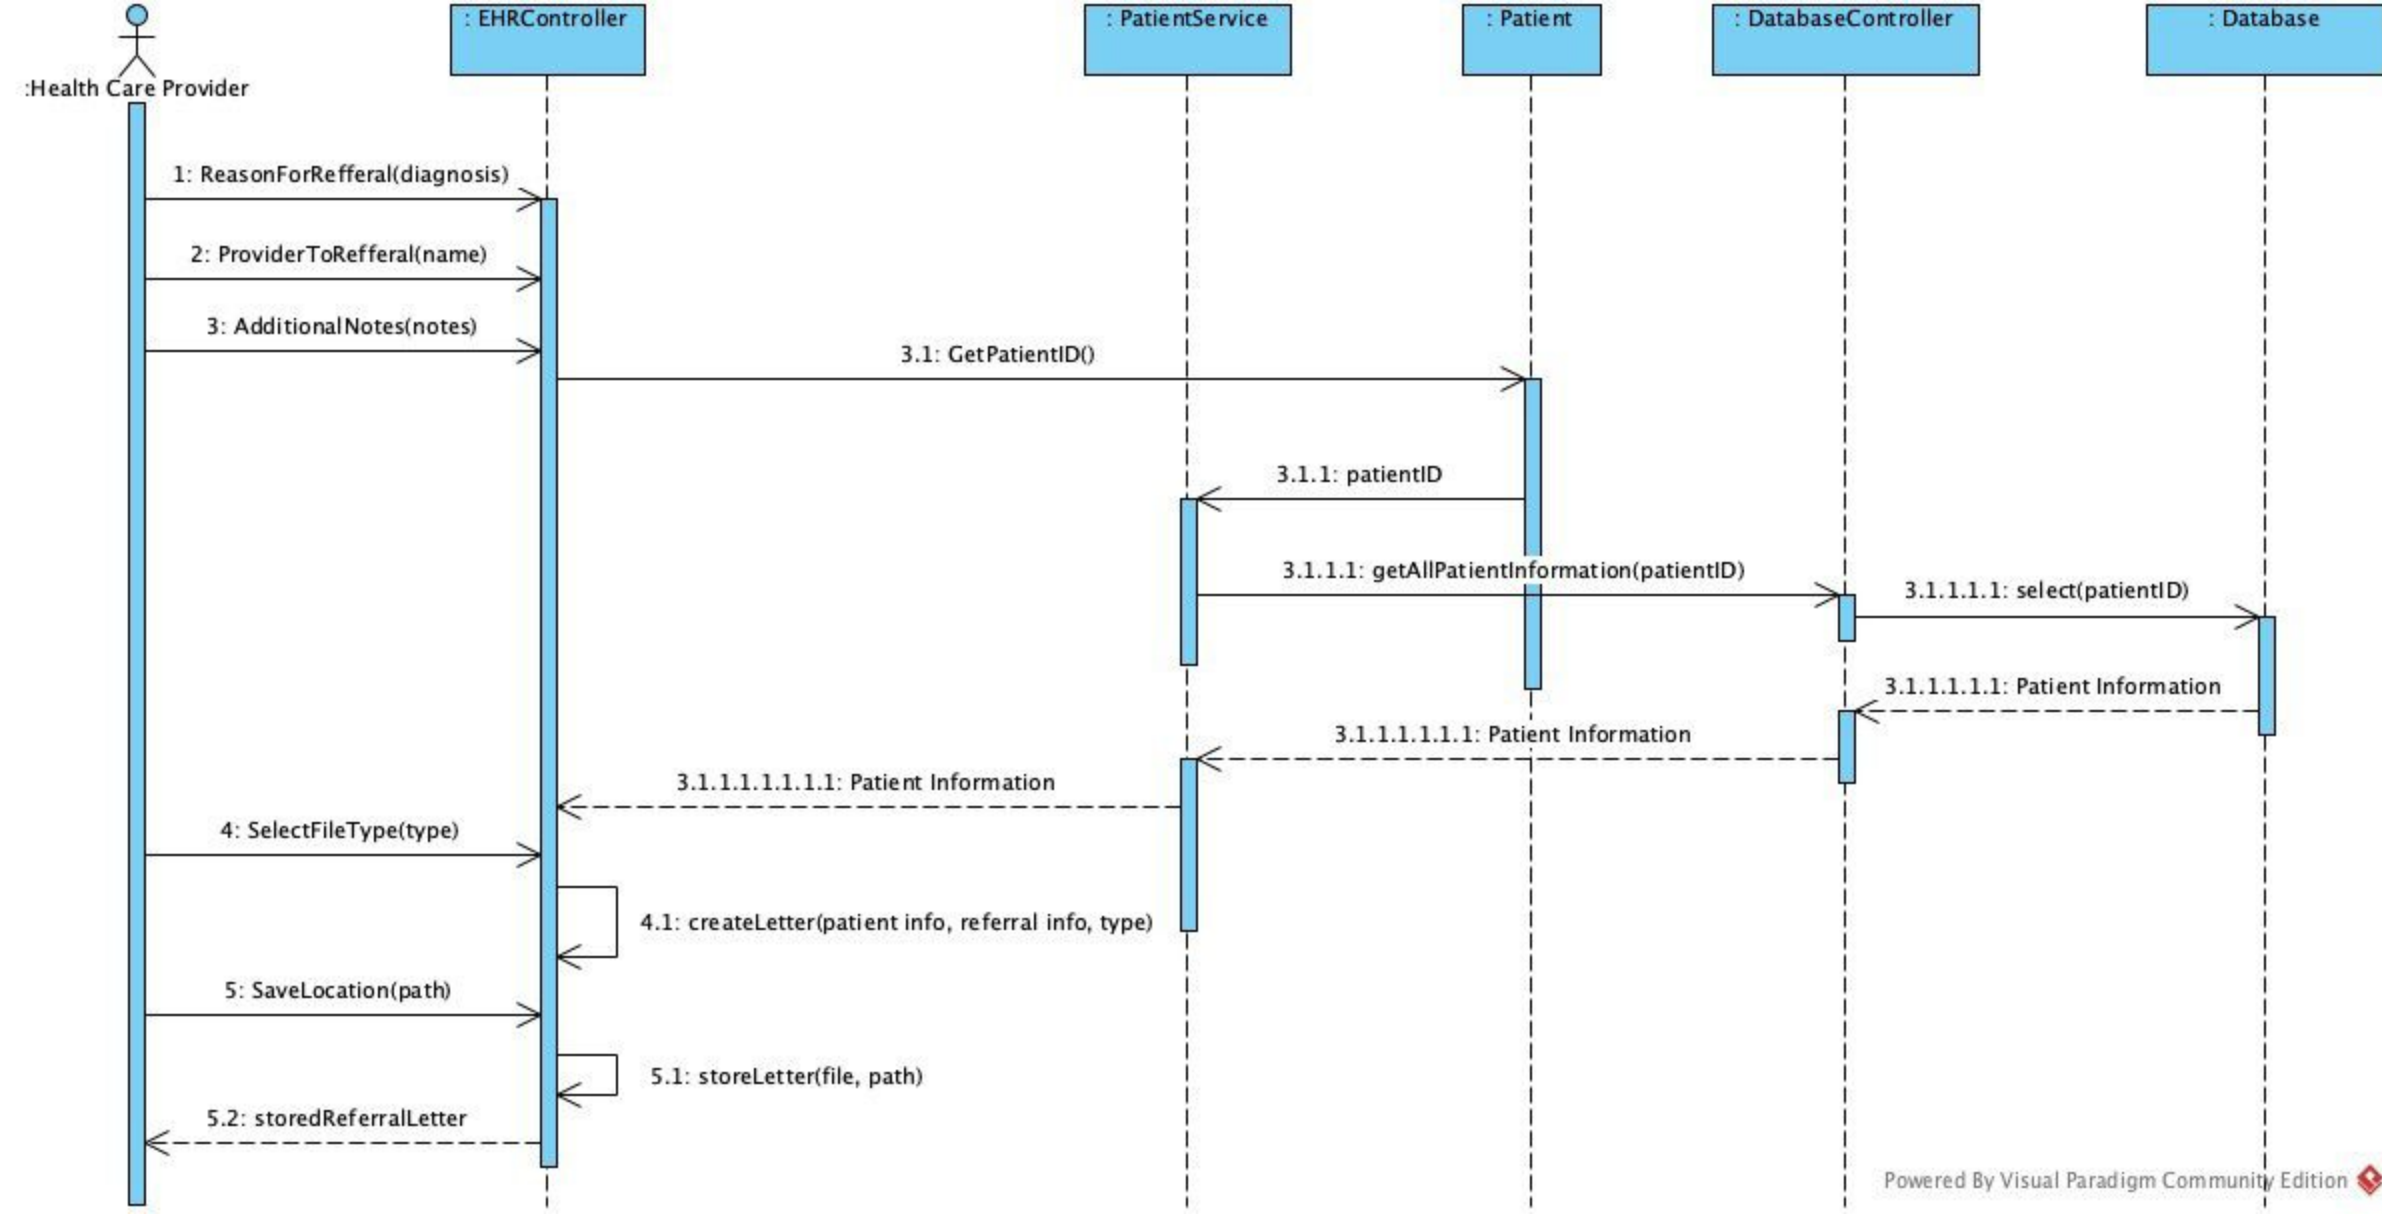 : EHRController
: PatientService
: Patient
: DatabaseController
: Database
:Health Care Provider
1: ReasonForRefferal(diagnosis)
2: ProviderToRefferal(name)
3: AdditionalNotes(notes)
3.1: GetPatientID()
3.1.1: patientID
3.1.1.1: getAllPatientInformation(patientID)
3.1.1.1.1: select(patientID)
3.1.1.1.1.1: Patient Information
3.1.1.1.1.1.1: Patient Information
3.1.1.1.1.1.1.1: Patient Information
4: SelectFileType(type)
4.1: createLetter(patient info, referral info, type)
5: SaveLocation(path)
5.1: storeLetter(file, path)
5.2: storedReferralLetter
Powered By Visual Paradigm Community Edition